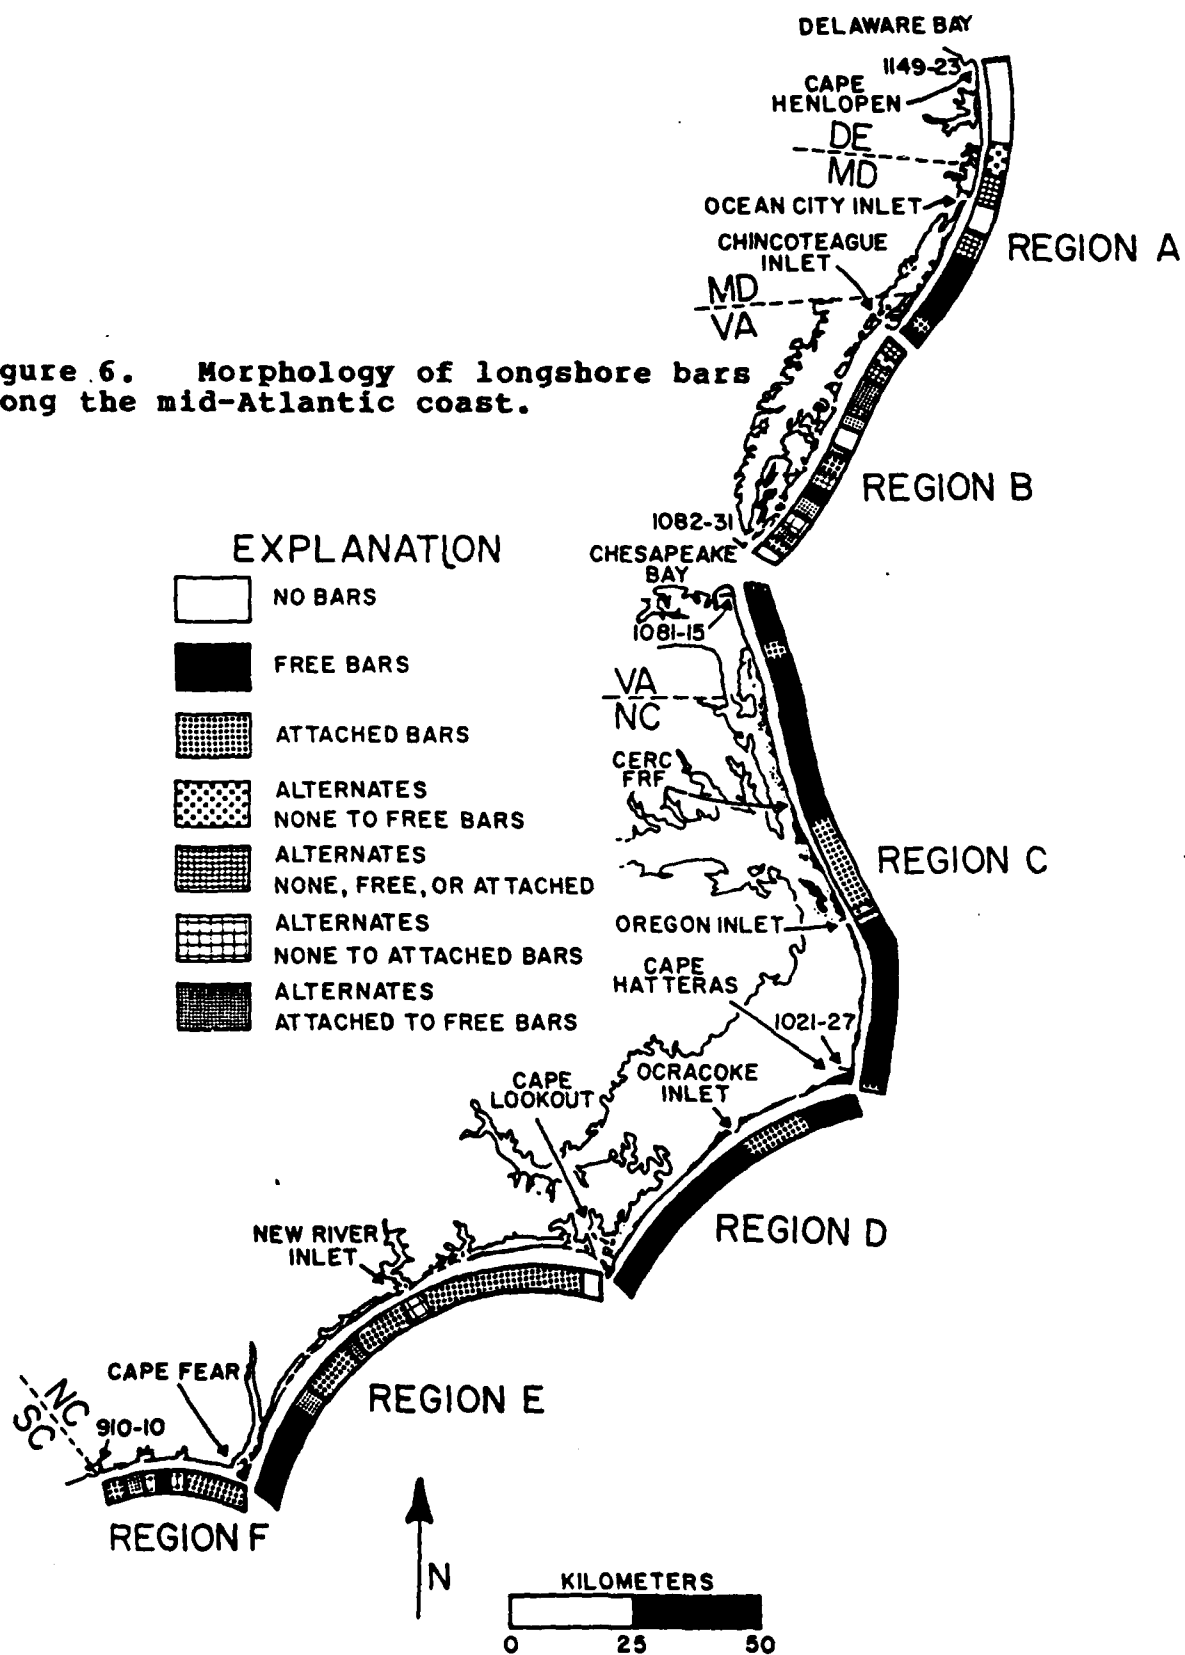 DELAWARE BAY
1149-23
CAPE
HENLOPEN
DE
MD
OCEAN CITY INLET
CHINCOTEAGUE
INLET
REGION A
MD
VA
gure 6. Morphology of longshore bars
ong the mid-Atlantic coast.
REGION B
1082-31
CHESAPEAKE
BAY
1081-15
EXPLANATION
NO BARS
FREE BARS
ATTACHED BARS
ALTERNATES
NONE TO FREE BARS
ALTERNATES
NONE, FREE, OR ATTACHED
ALTERNATES
NONE TO ATTACHED BARS
ALTERNATES
ATTACHED TO FREE BARS
VA
NC
CERC
FRF
REGION C
OREGON INLET
CAPE
HATTERAS
1021-27
OCRACOKE
INLET
CAPE
LOOKOUT
REGION D
NEW RIVER
INLET
REGION E
CAPE FEAR
NC
SC
910-10
REGION F
N
KILOMETERS
0 25 50